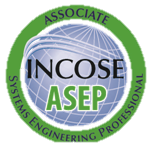 ASSOCIATE
INCOSE
ASEP
SYSTEMS ENGINEERING PROFESSIONAL